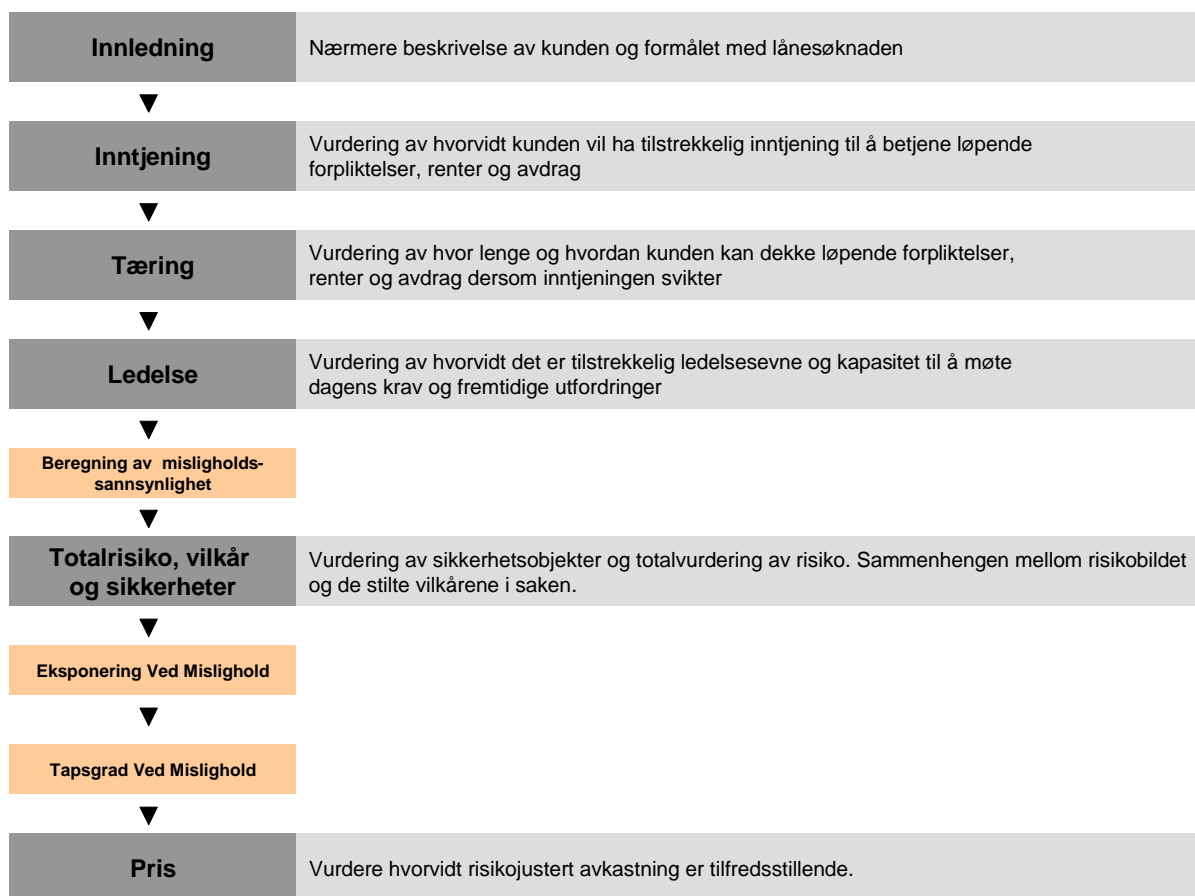 Innledning
Nærmere beskrivelse av kunden og formålet med lånesøknaden
Inntjening
Vurdering av hvorvidt kunden vil ha tilstrekkelig inntjening til å betjene løpende
forpliktelser, renter og avdrag
Tæring
Vurdering av hvor lenge og hvordan kunden kan dekke løpende forpliktelser,
renter og avdrag dersom inntjeningen svikter
Ledelse
Vurdering av hvorvidt det er tilstrekkelig ledelsesevne og kapasitet til å møte
dagens krav og fremtidige utfordringer
Beregning av misligholds-
sannsynlighet
Totalrisiko, vilkår
og sikkerheter
Vurdering av sikkerhetsobjekter og totalvurdering av risiko. Sammenhengen mellom risikobildet
og de stilte vilkårene i saken.
Eksponering Ved Mislighold
Tapsgrad Ved Mislighold
Pris
Vurdere hvorvidt risikojustert avkastning er tilfredsstillende.